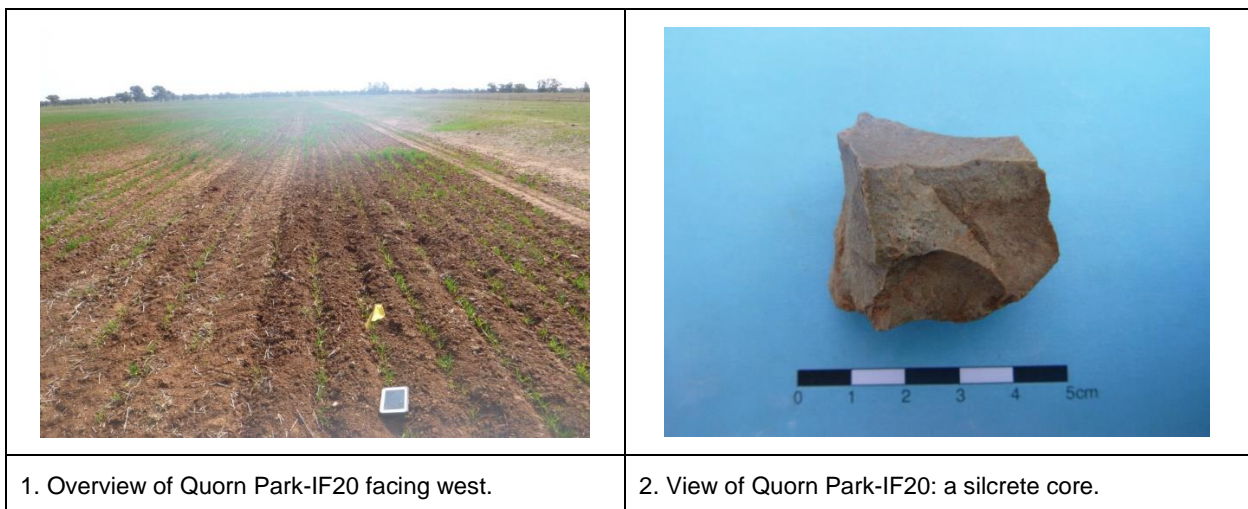 0 1 2 3 4 5cm
1. Overview of Quorn Park-IF20 facing west.
2. View of Quorn Park-IF20: a silcrete core.